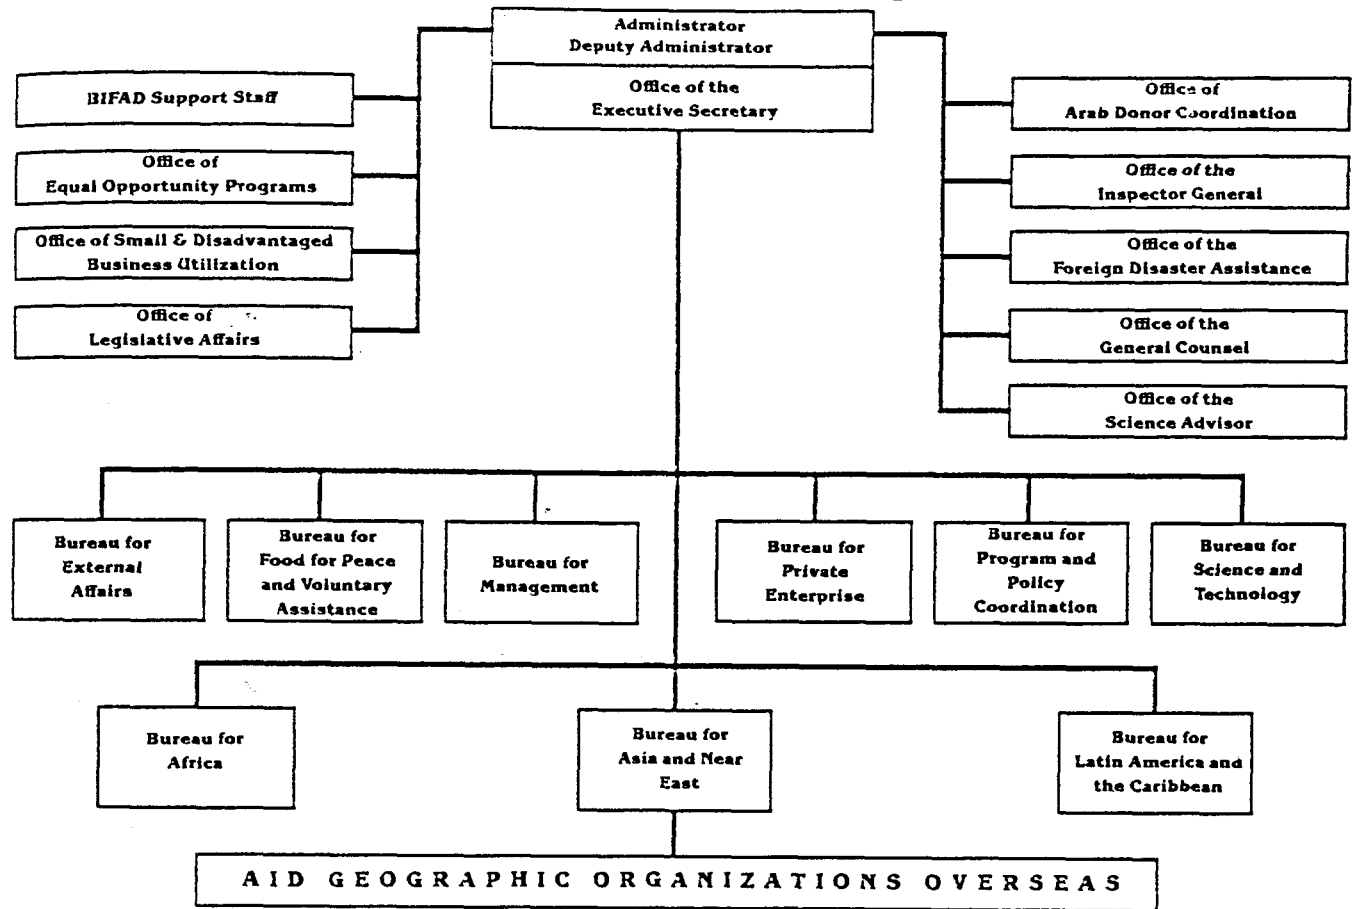 Administrator
Deputy Administrator
Office of the
Executive Secretary
BIFAD Support Staff
Office of
Equal Opportunity Programs
Office of Small & Disadvantaged
Business Utilization
Office of
Legislative Affairs
Office of
Arab Donor Coordination
Office of the
Inspector General
Office of the
Foreign Disaster Assistance
Office of the
General Counsel
Office of the
Science Advisor
Bureau for
External
Affairs
Bureau for
Food for Peace
and Voluntary
Assistance
Bureau for
Management
Bureau for
Private
Enterprise
Bureau for
Program and
Policy
Coordination
Bureau for
Science and
Technology
Bureau for
Africa
Bureau for
Asia and Near
East
Bureau for
Latin America and
the Caribbean
AID GEOGRAPHIC ORGANIZATIONS OVERSEAS